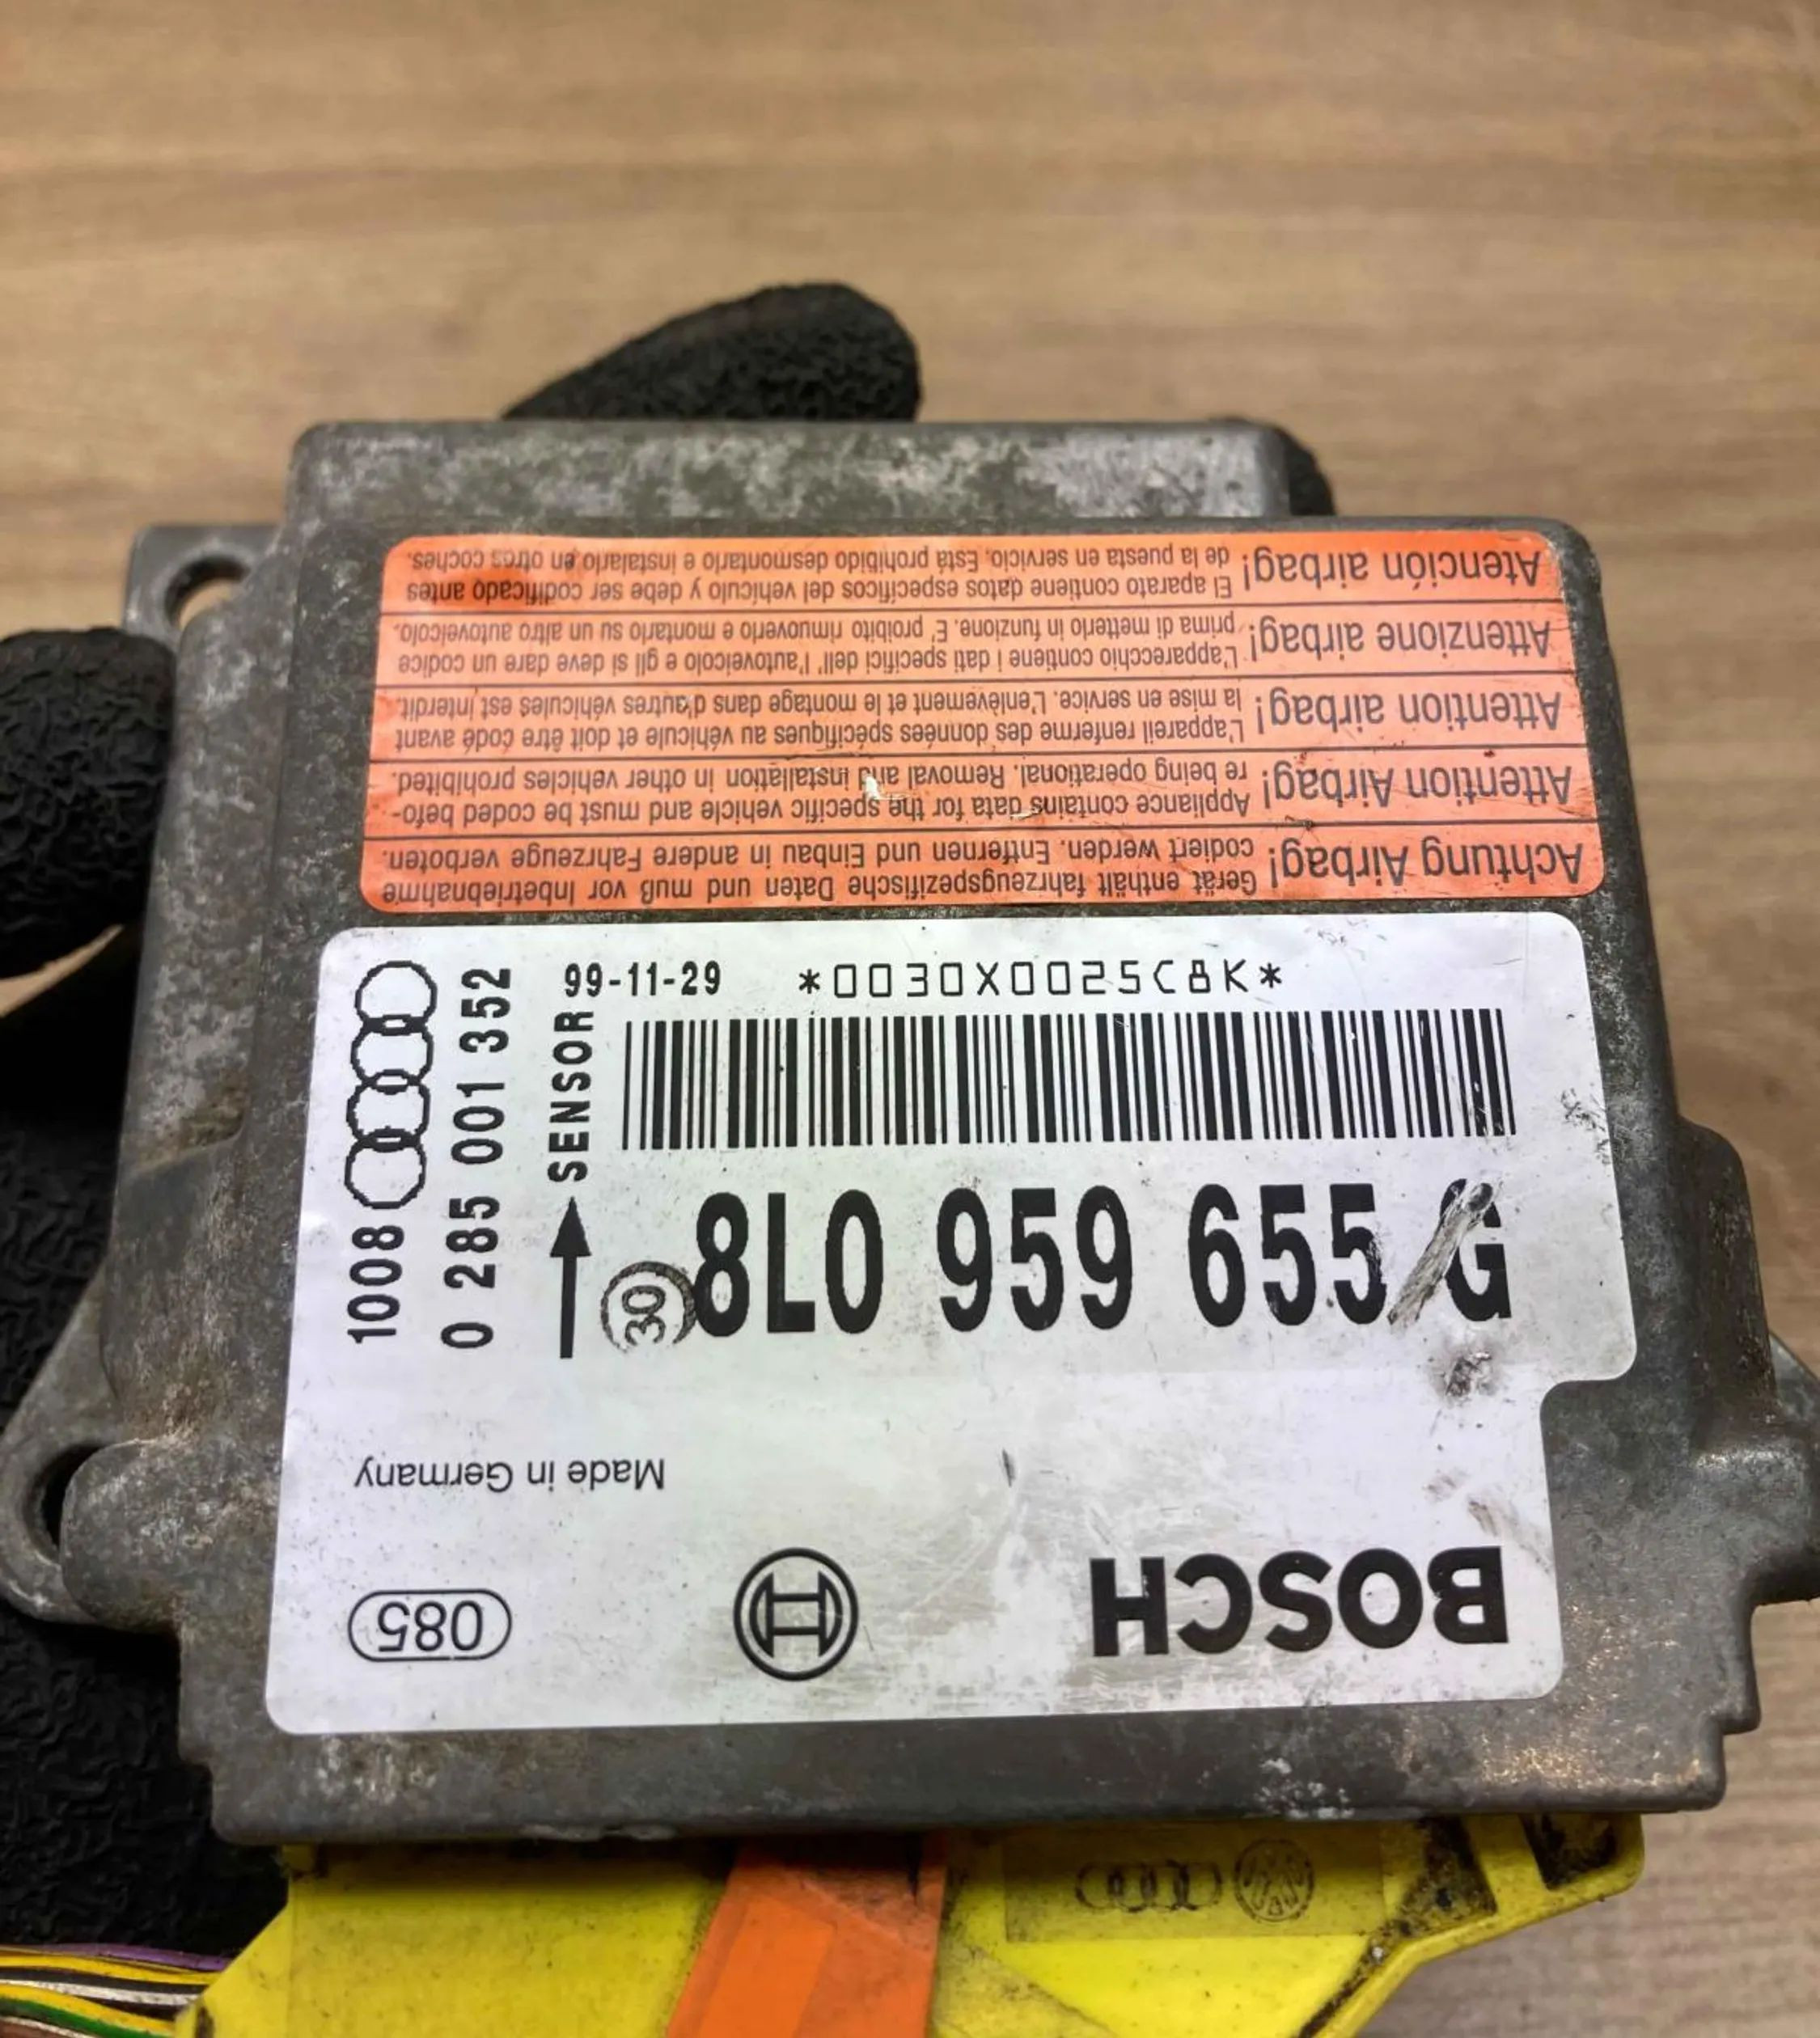 Atención airbag!
El aparato contiene datos específicos del vehículo y debe ser codificado antes
de la puesta en servicio. Está prohibido desmontarlo e instalarlo en otros coches.
Attenzione airbag!
L'apparecchio contiene i dati specifici dell' l'autoveicolo e gli si deve dare un codice
prima di metterlo in funzione. E' proibito rimuoverlo e montarlo su un altro autoveicolo.
Attention airbag!
L'appareil renferme des données spécifiques au véhicule et doit être codé avant
la mise en service. L'enlèvement et le montage dans d'autres véhicules est interdit.
Attention Airbag!
Appliance contains data for the specific vehicle and must be coded befo-
re being operational. Removal and installation in other vehicles prohibited.
Achtung Airbag!
Gerät enthält fahrzeugspezifische Daten und muß vor Inbetriebnahme
codiert werden. Entfernen und Einbau in andere Fahrzeuge verboten.
99-11-29 *0030X0025C8K*
1008
0 285 001 352
SENSOR
30
8L0 959 655 G
Made in Germany
085
BOSCH